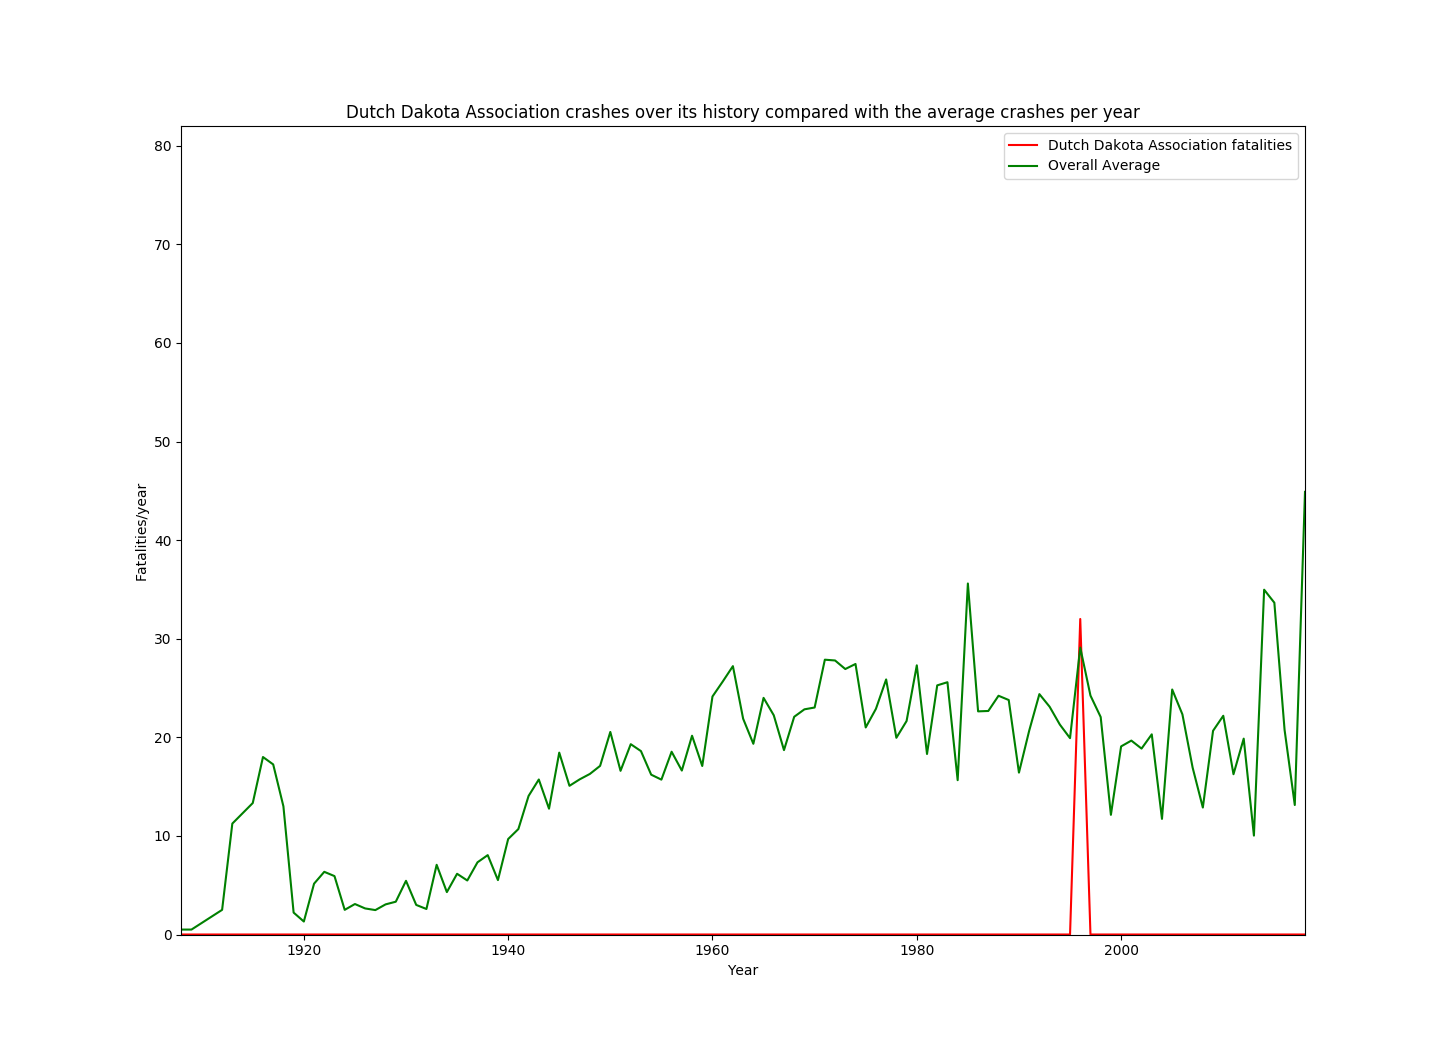 Dutch Dakota Association crashes over its history compared with the average crashes per year
Dutch Dakota Association fatalities
Overall Average
80
70
60
50
40
30
20
10
0
Fatalities/year
1920 1940 1960 1980 2000
Year